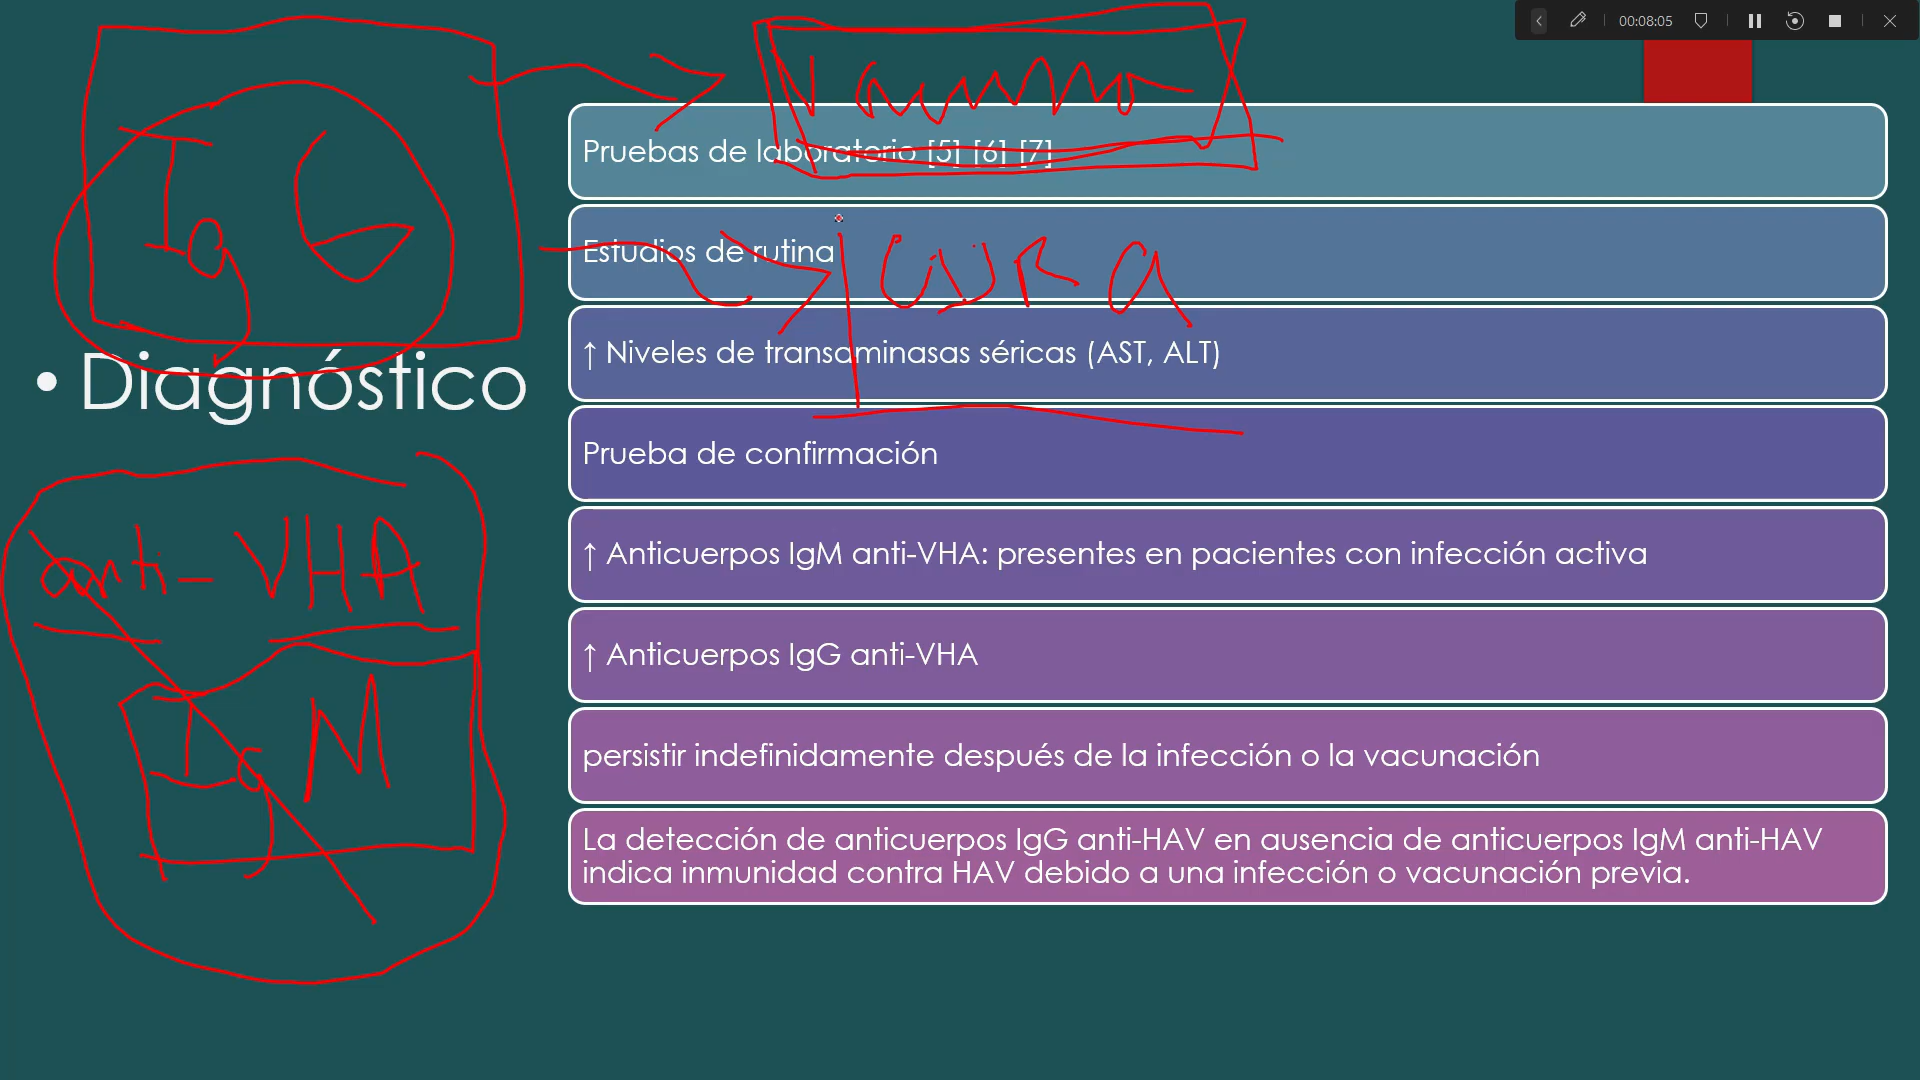 00:08:05
Ig G
Pruebas de laboratorio [5] [6] [7]
Estudios de rutina
cura
↑ Niveles de transaminasas séricas (AST, ALT)
• Diagnóstico
Prueba de confirmación
anti-VHA
↑ Anticuerpos IgM anti-VHA: presentes en pacientes con infección activa
↑ Anticuerpos IgG anti-VHA
IgM
persistir indefinidamente después de la infección o la vacunación
La detección de anticuerpos IgG anti-HAV en ausencia de anticuerpos IgM anti-HAV
indica inmunidad contra HAV debido a una infección o vacunación previa.